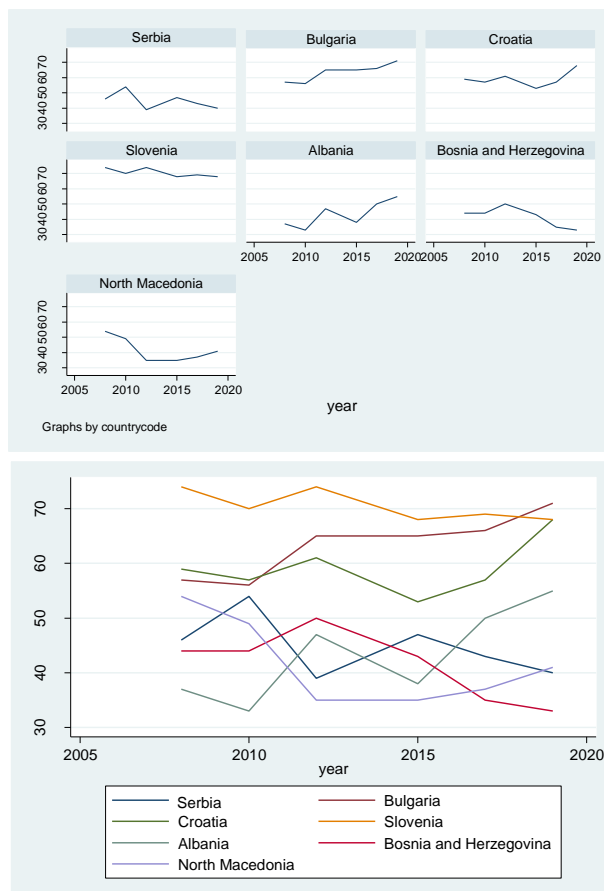 Serbia Bulgaria Croatia
30 40 50 60 70
Slovenia Albania Bosnia and Herzegovina
30 40 50 60 70
2005 2010 2015 2020 2005 2010 2015 2020
North Macedonia
30 40 50 60 70
2005 2010 2015 2020
year
Graphs by countrycode
70
60
50
40
30
2005 2010 2015 2020
year
Serbia Bulgaria
Croatia Slovenia
Albania Bosnia and Herzegovina
North Macedonia